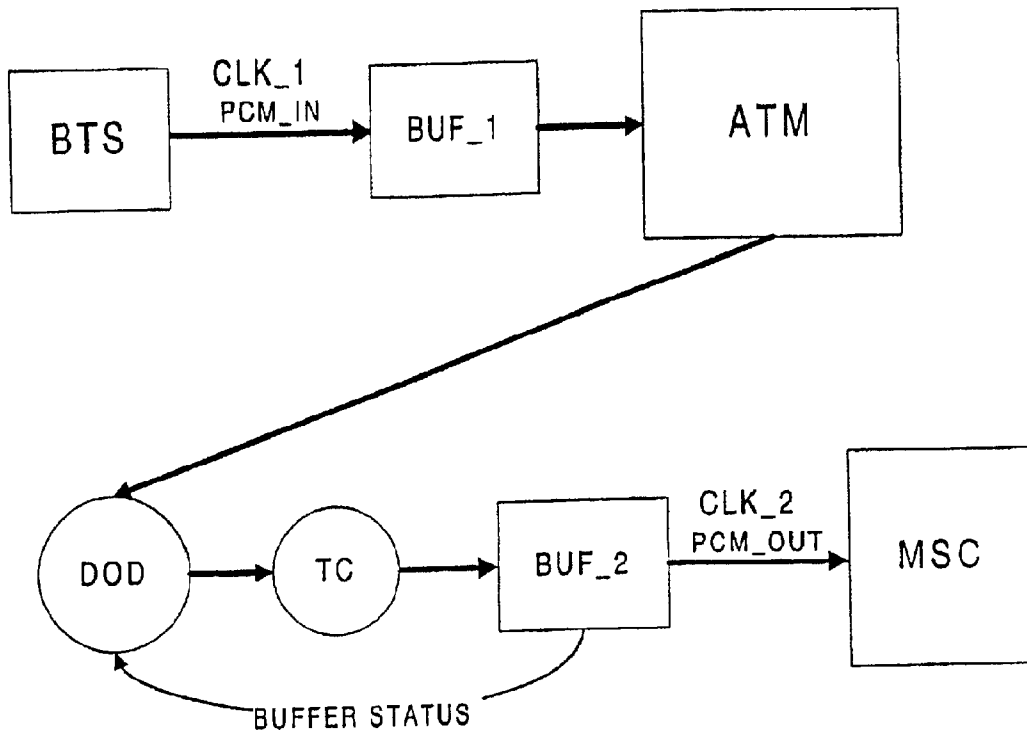 BTS
CLK_1
PCM_IN
BUF_1
ATM
DOD
TC
BUF_2
CLK_2
PCM_OUT
MSC
BUFFER STATUS